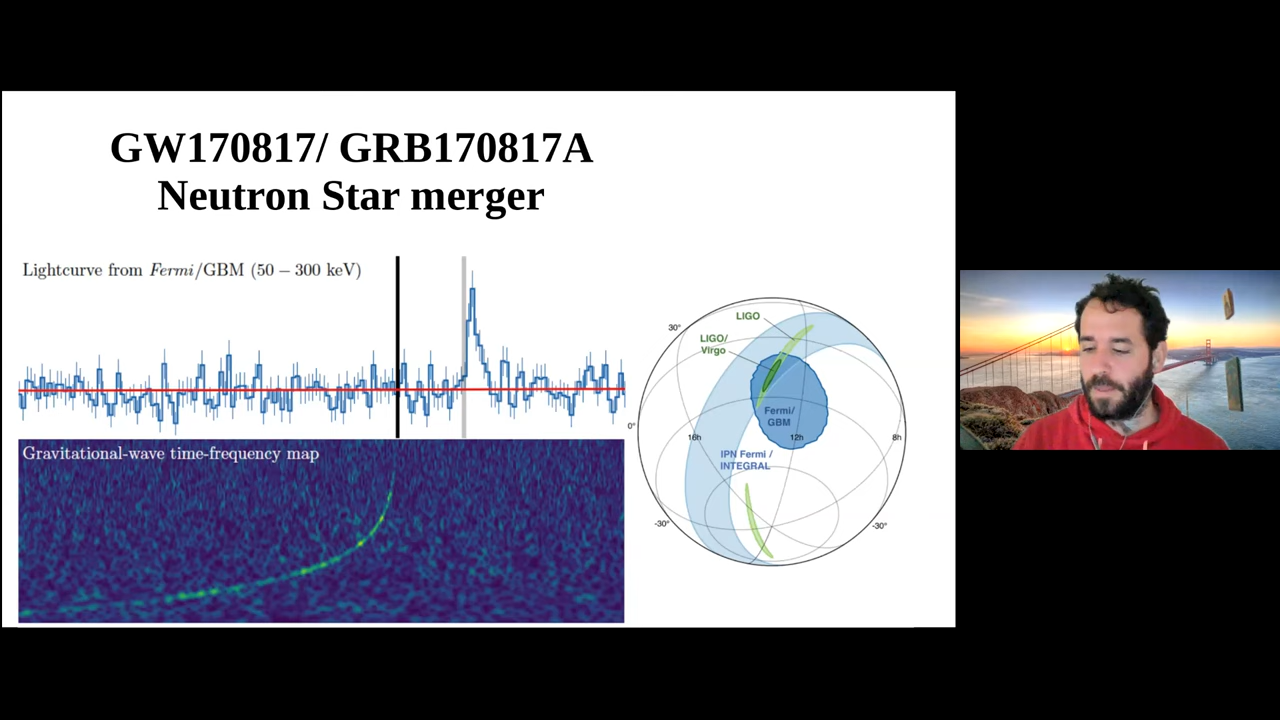 GW170817/ GRB170817A
Neutron Star merger
Lightcurve from Fermi/GBM (50 – 300 keV)
Gravitational-wave time-frequency map
LIGO
30°
LIGO/
Virgo
Fermi/
GBM
0°
16h
12h
8h
IPN Fermi /
INTEGRAL
-30°
-30°